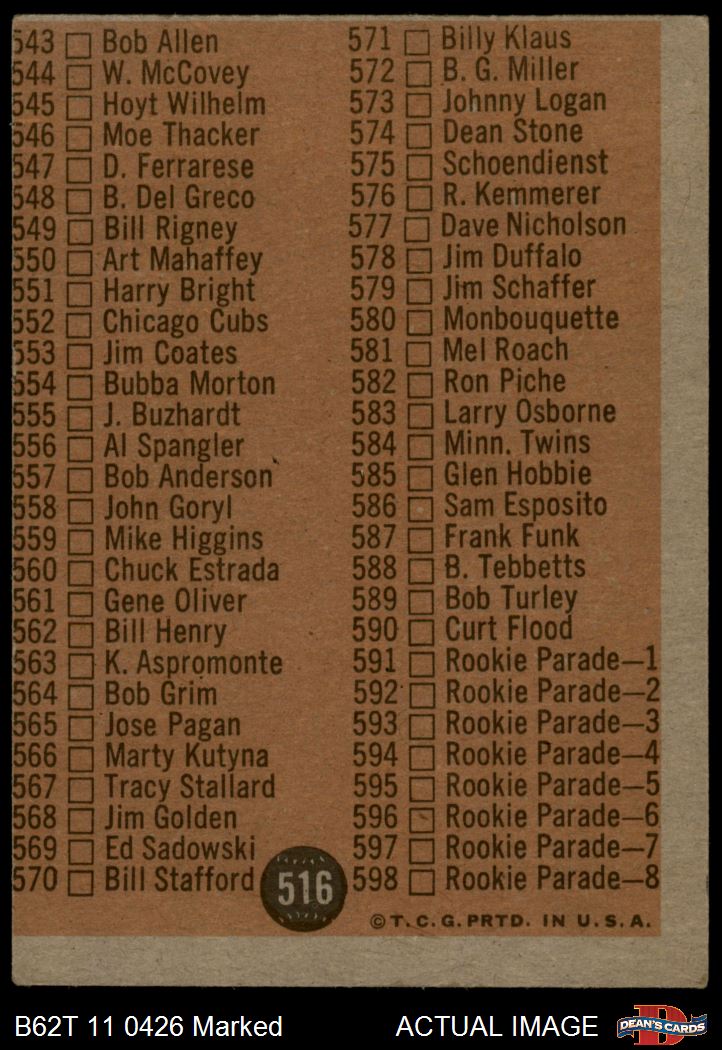 543 Bob Allen
544 W. McCovey
545 Hoyt Wilhelm
546 Moe Thacker
547 D. Ferrarese
548 B. Del Greco
549 Bill Rigney
550 Art Mahaffey
551 Harry Bright
552 Chicago Cubs
553 Jim Coates
554 Bubba Morton
555 J. Buzhardt
556 Al Spangler
557 Bob Anderson
558 John Goryl
559 Mike Higgins
560 Chuck Estrada
561 Gene Oliver
562 Bill Henry
563 K. Aspromonte
564 Bob Grim
565 Jose Pagan
566 Marty Kutyna
567 Tracy Stallard
568 Jim Golden
569 Ed Sadowski
570 Bill Stafford
571 Billy Klaus
572 B. G. Miller
573 Johnny Logan
574 Dean Stone
575 Schoendienst
576 R. Kemmerer
577 Dave Nicholson
578 Jim Duffalo
579 Jim Schaffer
580 Monbouquette
581 Mel Roach
582 Ron Piche
583 Larry Osborne
584 Minn. Twins
585 Glen Hobbie
586 Sam Esposito
587 Frank Funk
588 B. Tebbetts
589 Bob Turley
590 Curt Flood
591 Rookie Parade—1
592 Rookie Parade—2
593 Rookie Parade—3
594 Rookie Parade—4
595 Rookie Parade—5
596 Rookie Parade—6
597 Rookie Parade—7
598 Rookie Parade—8
516
© T. C. G. PRTD. IN U. S. A.
B62T 11 0426 Marked
ACTUAL IMAGE
D
DEAN'S CARDS